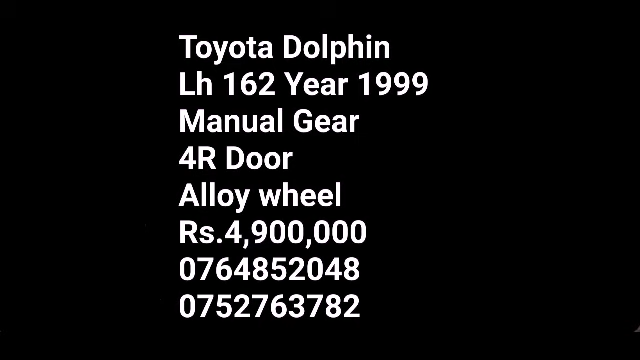 Toyota Dolphin
Lh 162 Year 1999
Manual Gear
4R Door
Alloy wheel
Rs.4,900,000
0764852048
0752763782